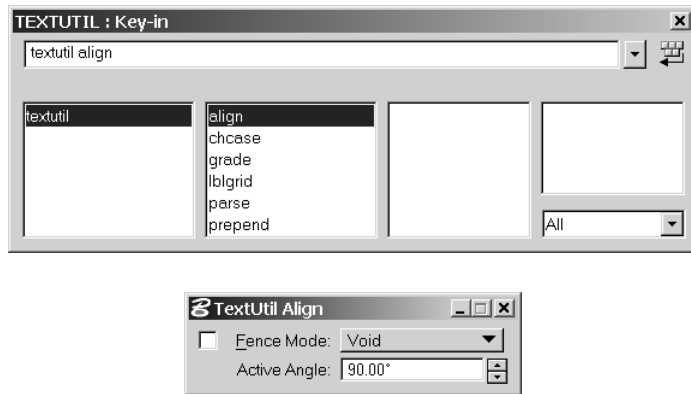 TEXTUTIL : Key-in
textutil align
textutil
align
chcase
grade
lblgrid
parse
prepend
All
TextUtil Align
Fence Mode: Void
Active Angle: 90.00°